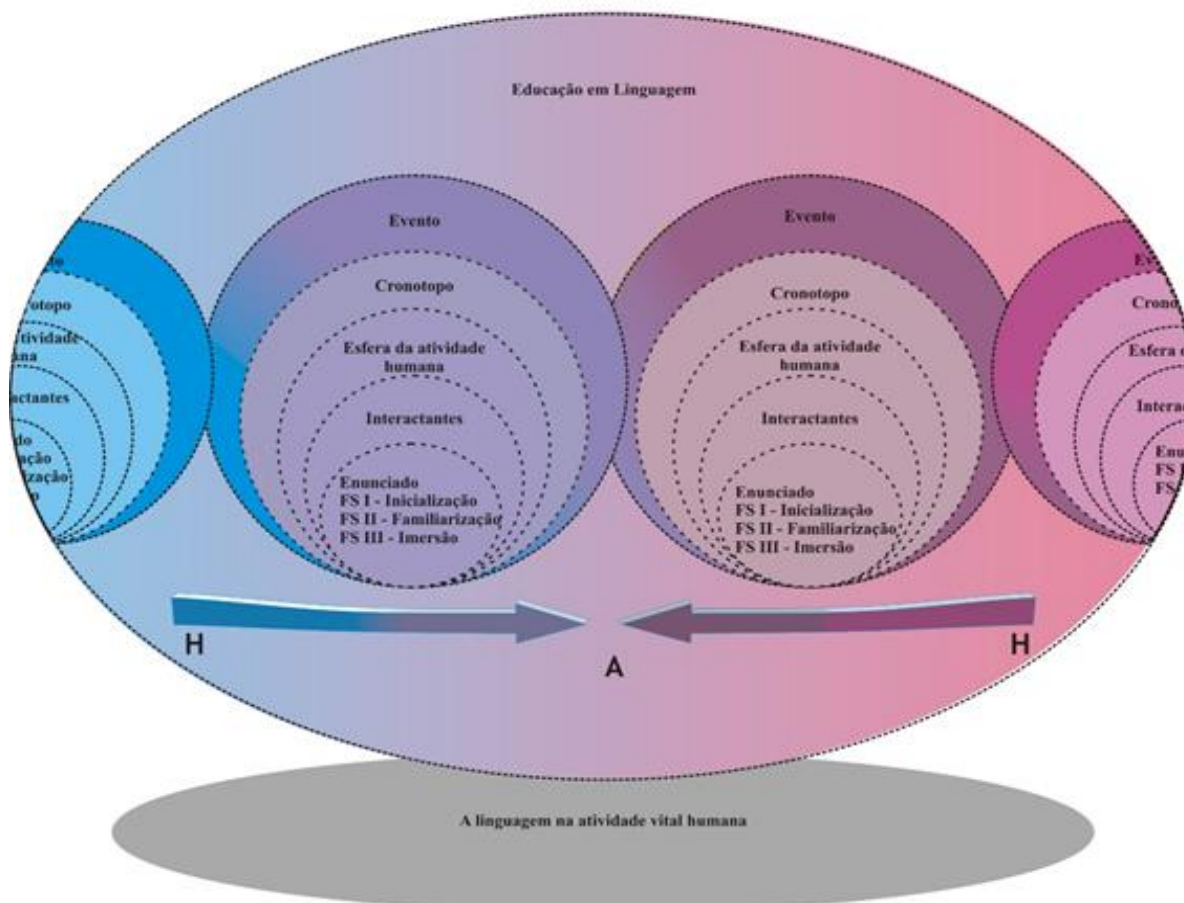 Educação em Linguagem
Evento
Cronotopo
Esfera da atividade
humana
Interactantes
Enunciado
FS I - Inicialização
FS II - Familiarização
FS III - Imersão
Evento
Cronotopo
Esfera da atividade
humana
Interactantes
Enunciado
FS I - Inicialização
FS II - Familiarização
FS III - Imersão
FS
FS
H
A
H
A linguagem na atividade vital humana